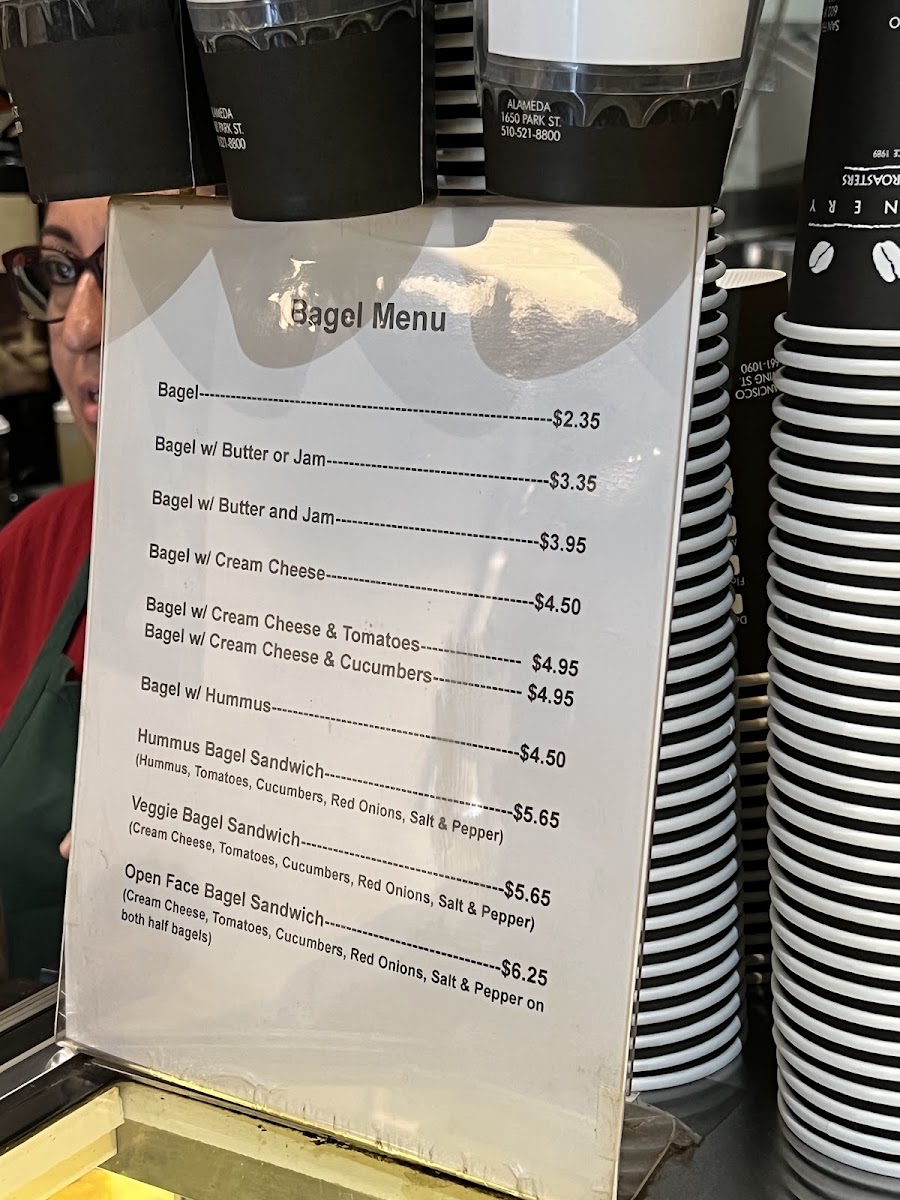 ALAMEDA
1650 PARK ST.
510-521-8800
PARK ST.
Bagel Menu
Bagel-----------------------------------------------------$2.35
Bagel w/ Butter or Jam---------------------------------$3.35
Bagel w/ Butter and Jam------------------------------$3.95
Bagel w/ Cream Cheese-------------------------------$4.50
Bagel w/ Cream Cheese & Tomatoes--------------- $4.95
Bagel w/ Cream Cheese & Cucumbers------------- $4.95
Bagel w/ Hummus-------------------------------------$4.50
Hummus Bagel Sandwich----------------------------$5.65
(Hummus, Tomatoes, Cucumbers, Red Onions, Salt & Pepper)
Veggie Bagel Sandwich------------------------------$5.65
(Cream Cheese, Tomatoes, Cucumbers, Red Onions, Salt & Pepper)
Open Face Bagel Sandwich--------------------------$6.25
(Cream Cheese, Tomatoes, Cucumbers, Red Onions, Salt & Pepper on
both half bagels)